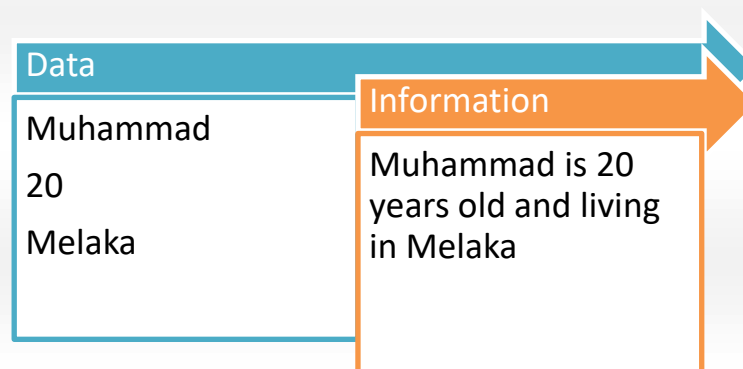 Data
Muhammad
20
Melaka
Information
Muhammad is 20
years old and living
in Melaka